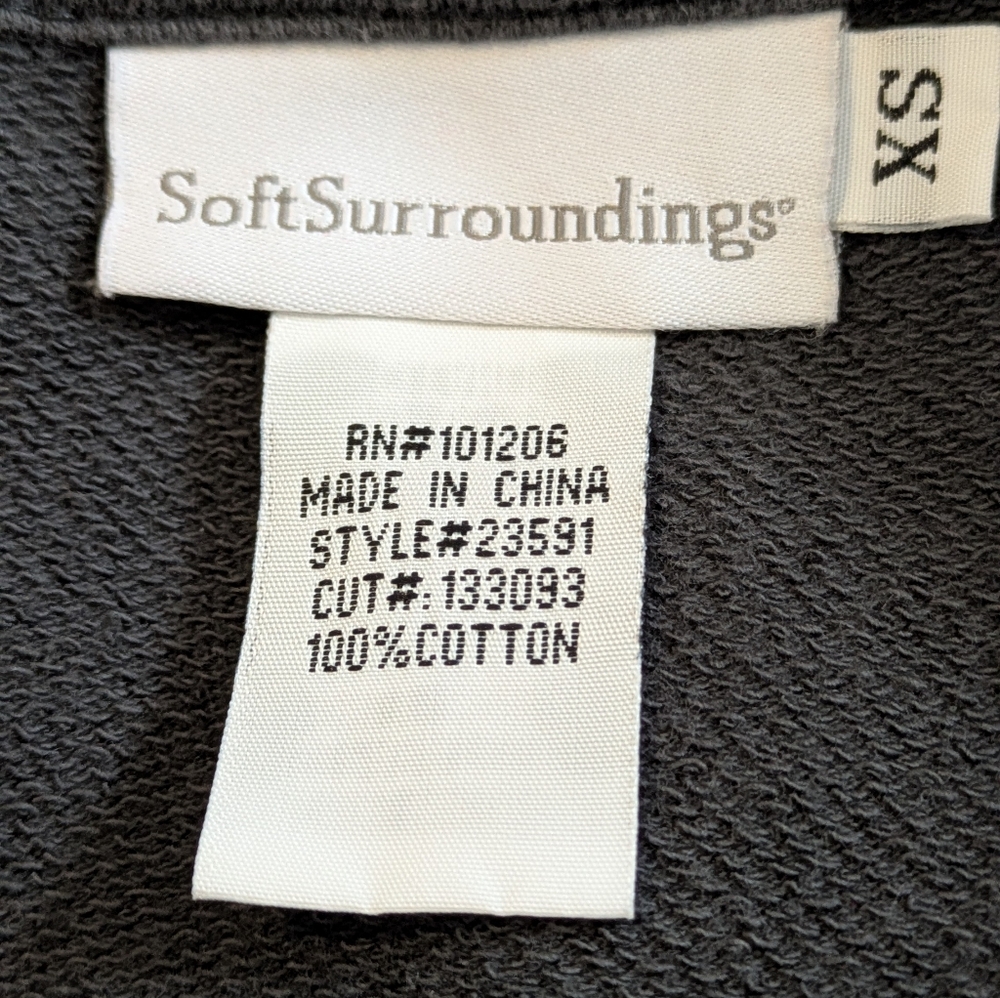 SoftSurroundings®
XS
RN#101206
MADE IN CHINA
STYLE#23591
CUT#:133093
100%COTTON